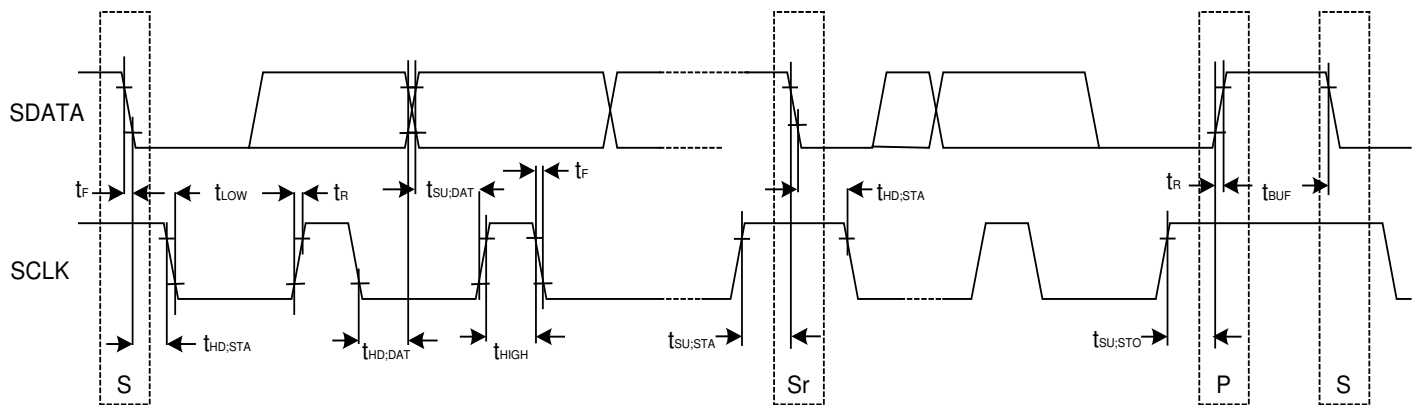 SDATA
tF
tLOW
tR
tSU;DAT
tF
tHD;STA
tR
tBUF
SCLK
tHD;STA
tHD;DAT
tHIGH
tSU;STA
tSU;STO
S
Sr
P
S